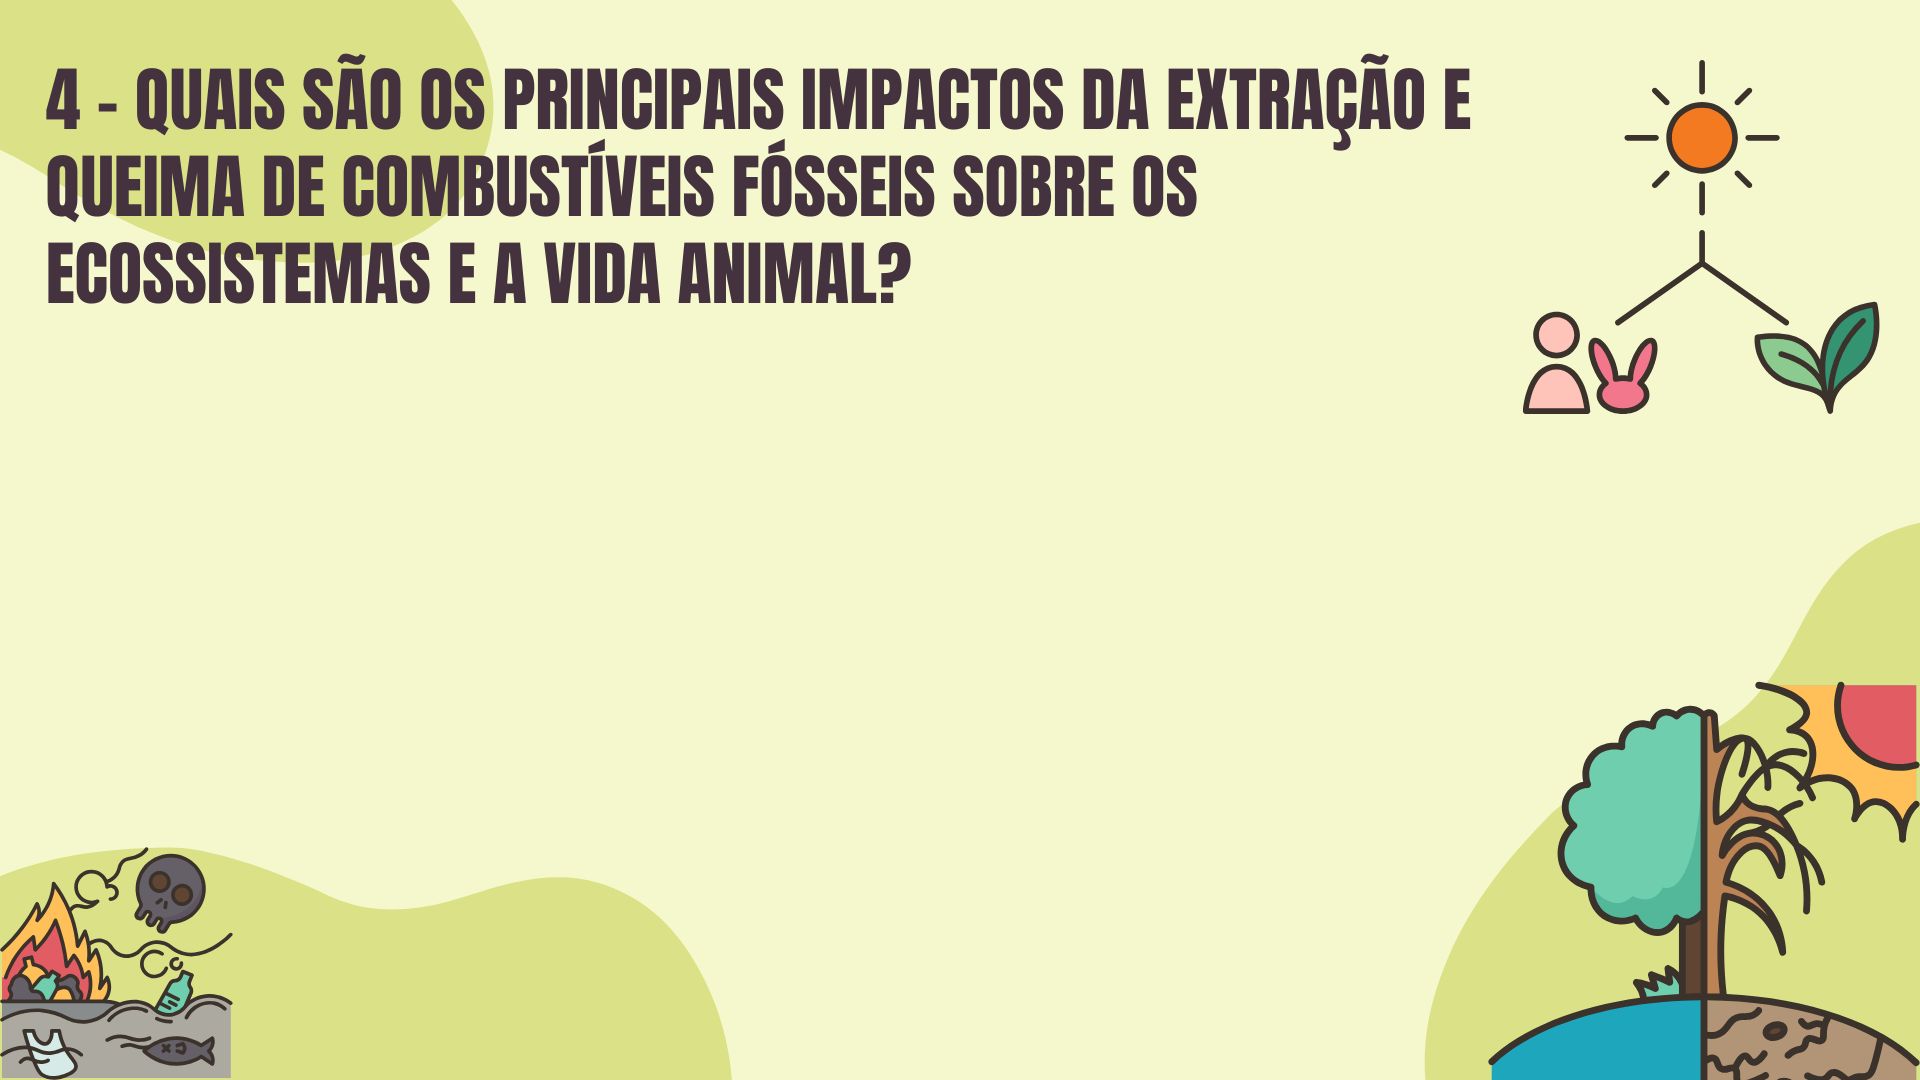 4 - QUAIS SÃO OS PRINCIPAIS IMPACTOS DA EXTRAÇÃO E
QUEIMA DE COMBUSTÍVEIS FÓSSEIS SOBRE OS
ECOSSISTEMAS E A VIDA ANIMAL?